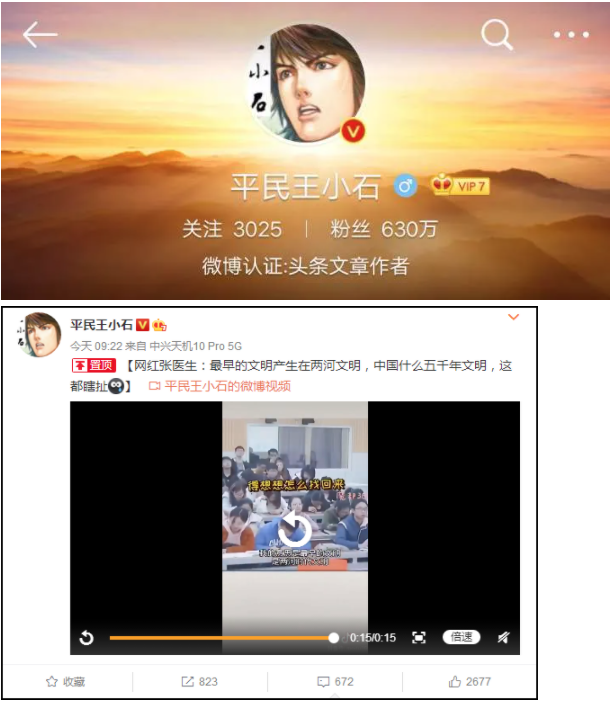 小石
平民王小石 VIP 7
关注 3025 | 粉丝 630万
微博认证:头条文章作者
平民王小石
今天 09:22 来自 中兴天机10 Pro 5G
置顶 【网红张医生：最早的文明产生在两河文明，中国什么五千年文明，这
都瞎扯】 平民王小石的微博视频
得想想怎么找回来
0:15/0:15 倍速
收藏 823 672 2677